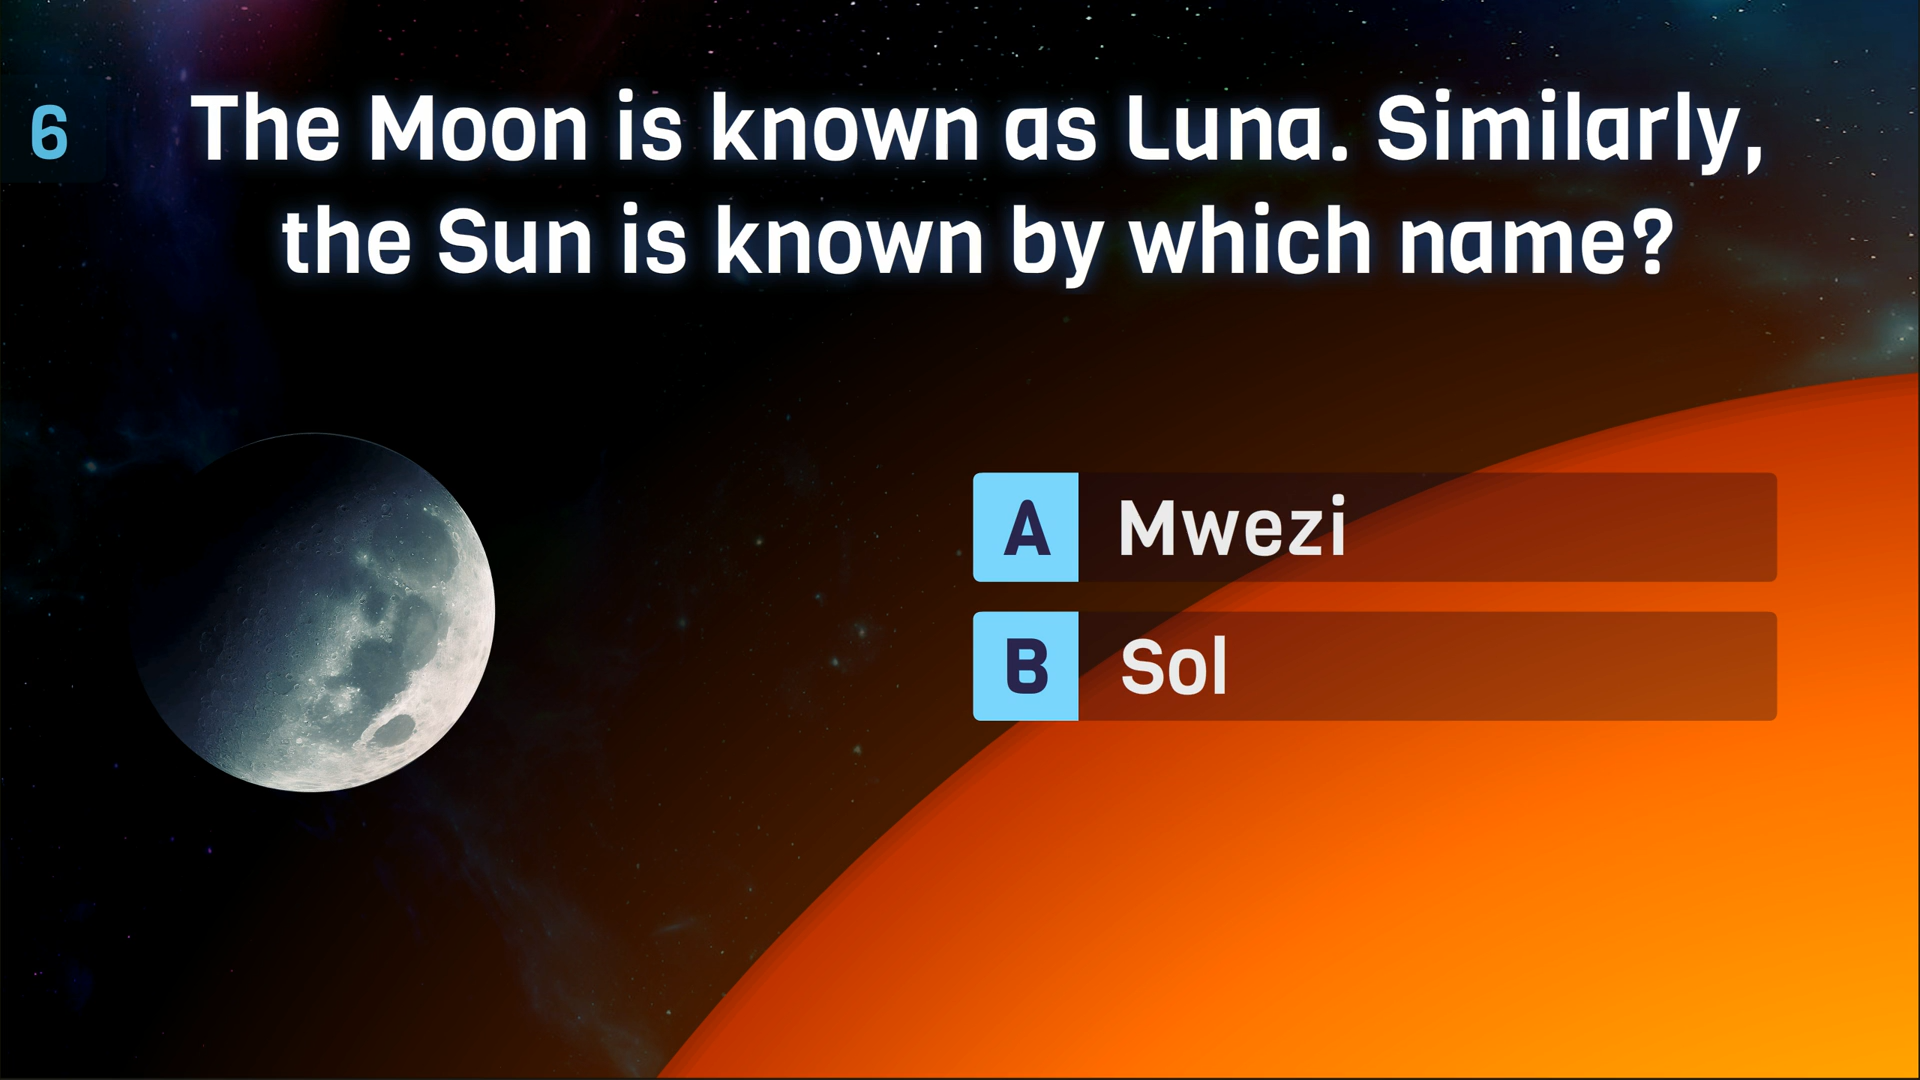 6
The Moon is known as Luna. Similarly,
the Sun is known by which name?
A Mwezi
B Sol